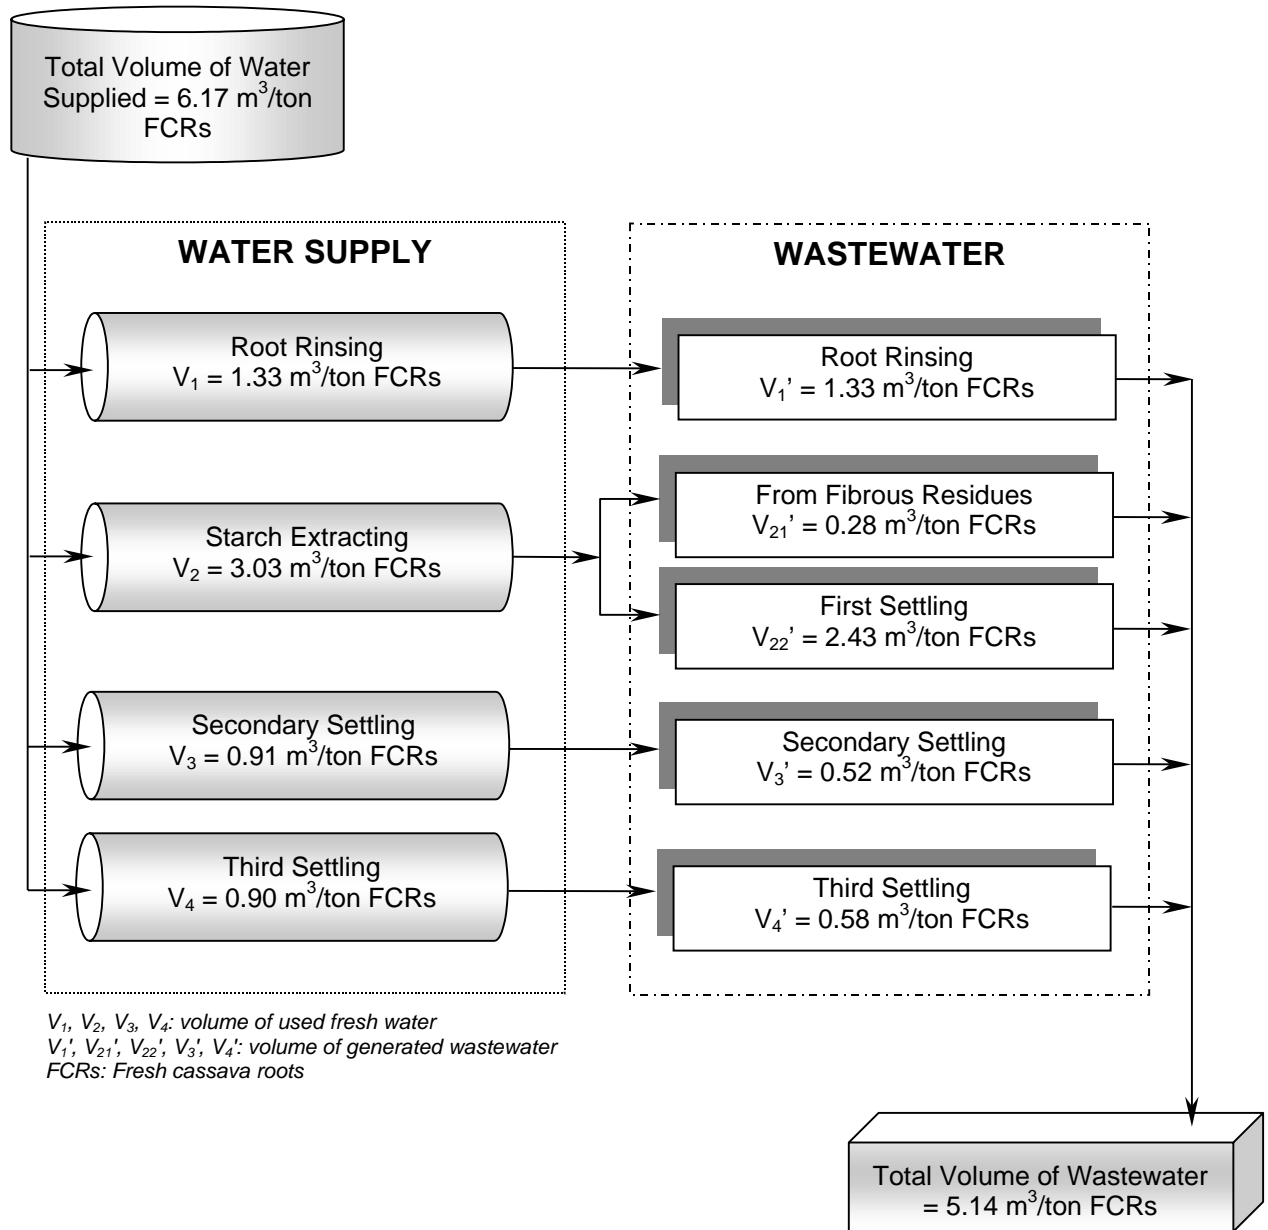 Total Volume of Water
Supplied = 6.17 m³/ton
FCRs
WATER SUPPLY
Root Rinsing
V₁ = 1.33 m³/ton FCRs
Starch Extracting
V₂ = 3.03 m³/ton FCRs
Secondary Settling
V₃ = 0.91 m³/ton FCRs
Third Settling
V₄ = 0.90 m³/ton FCRs
WASTEWATER
Root Rinsing
V₁’ = 1.33 m³/ton FCRs
From Fibrous Residues
V₂₁’ = 0.28 m³/ton FCRs
First Settling
V₂₂’ = 2.43 m³/ton FCRs
Secondary Settling
V₃’ = 0.52 m³/ton FCRs
Third Settling
V₄’ = 0.58 m³/ton FCRs
V₁, V₂, V₃, V₄: volume of used fresh water
V₁', V₂₁', V₂₂', V₃', V₄': volume of generated wastewater
FCRs: Fresh cassava roots
Total Volume of Wastewater
= 5.14 m³/ton FCRs